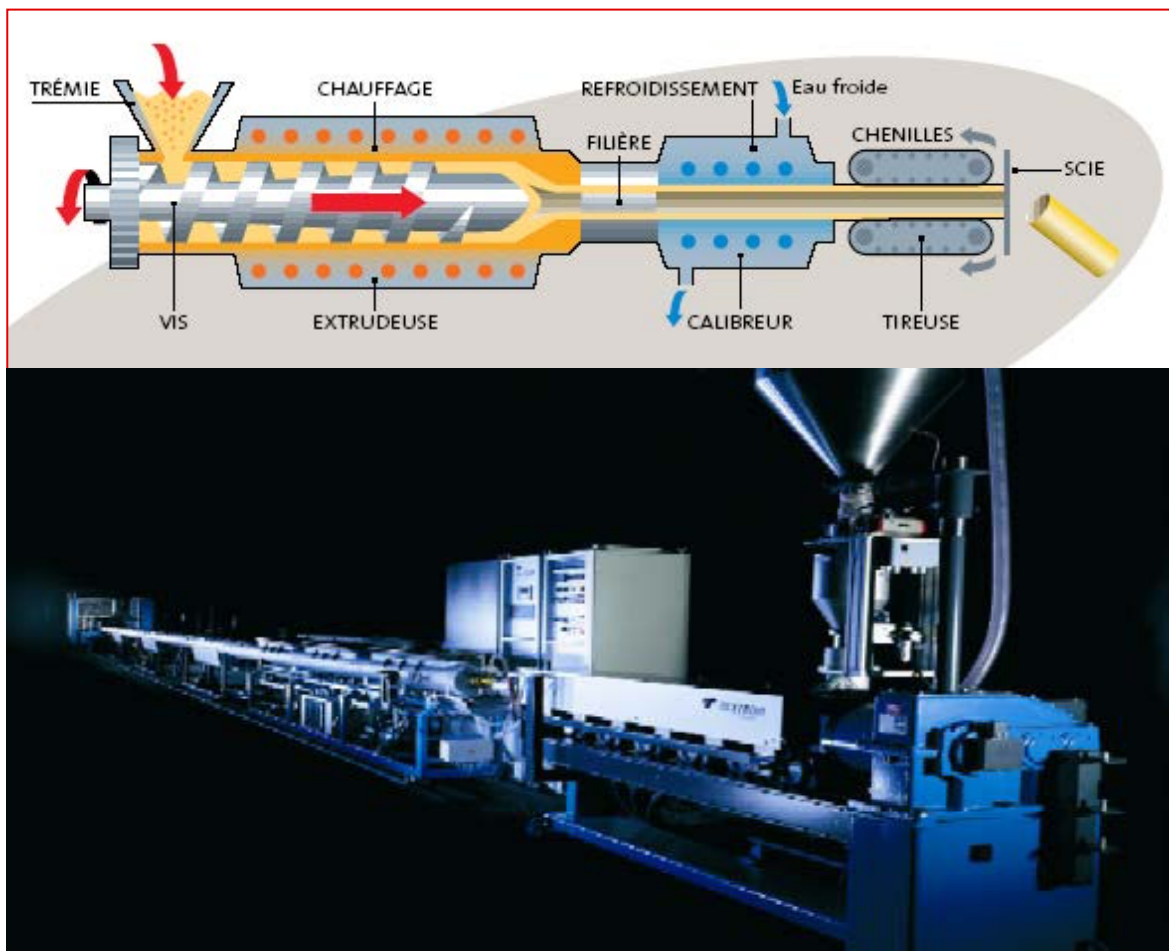 TRÉMIE
CHAUFFAGE
REFROIDISSEMENT
Eau froide
FILIÈRE
CHENILLES
SCIE
VIS
EXTRUDEUSE
CALIBREUR
TIREUSE